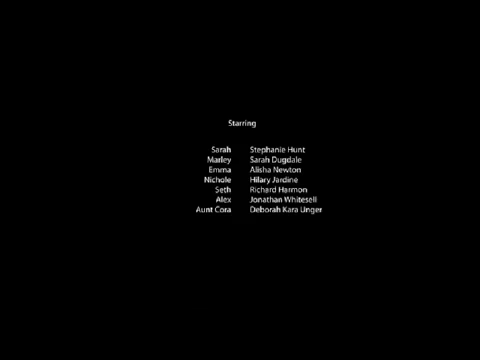 Starring
Sarah Stephanie Hunt
Marley Sarah Dugdale
Emma Alisha Newton
Nichole Hilary Jardine
Seth Richard Harmon
Alex Jonathan Whitesell
Aunt Cora Deborah Kara Unger